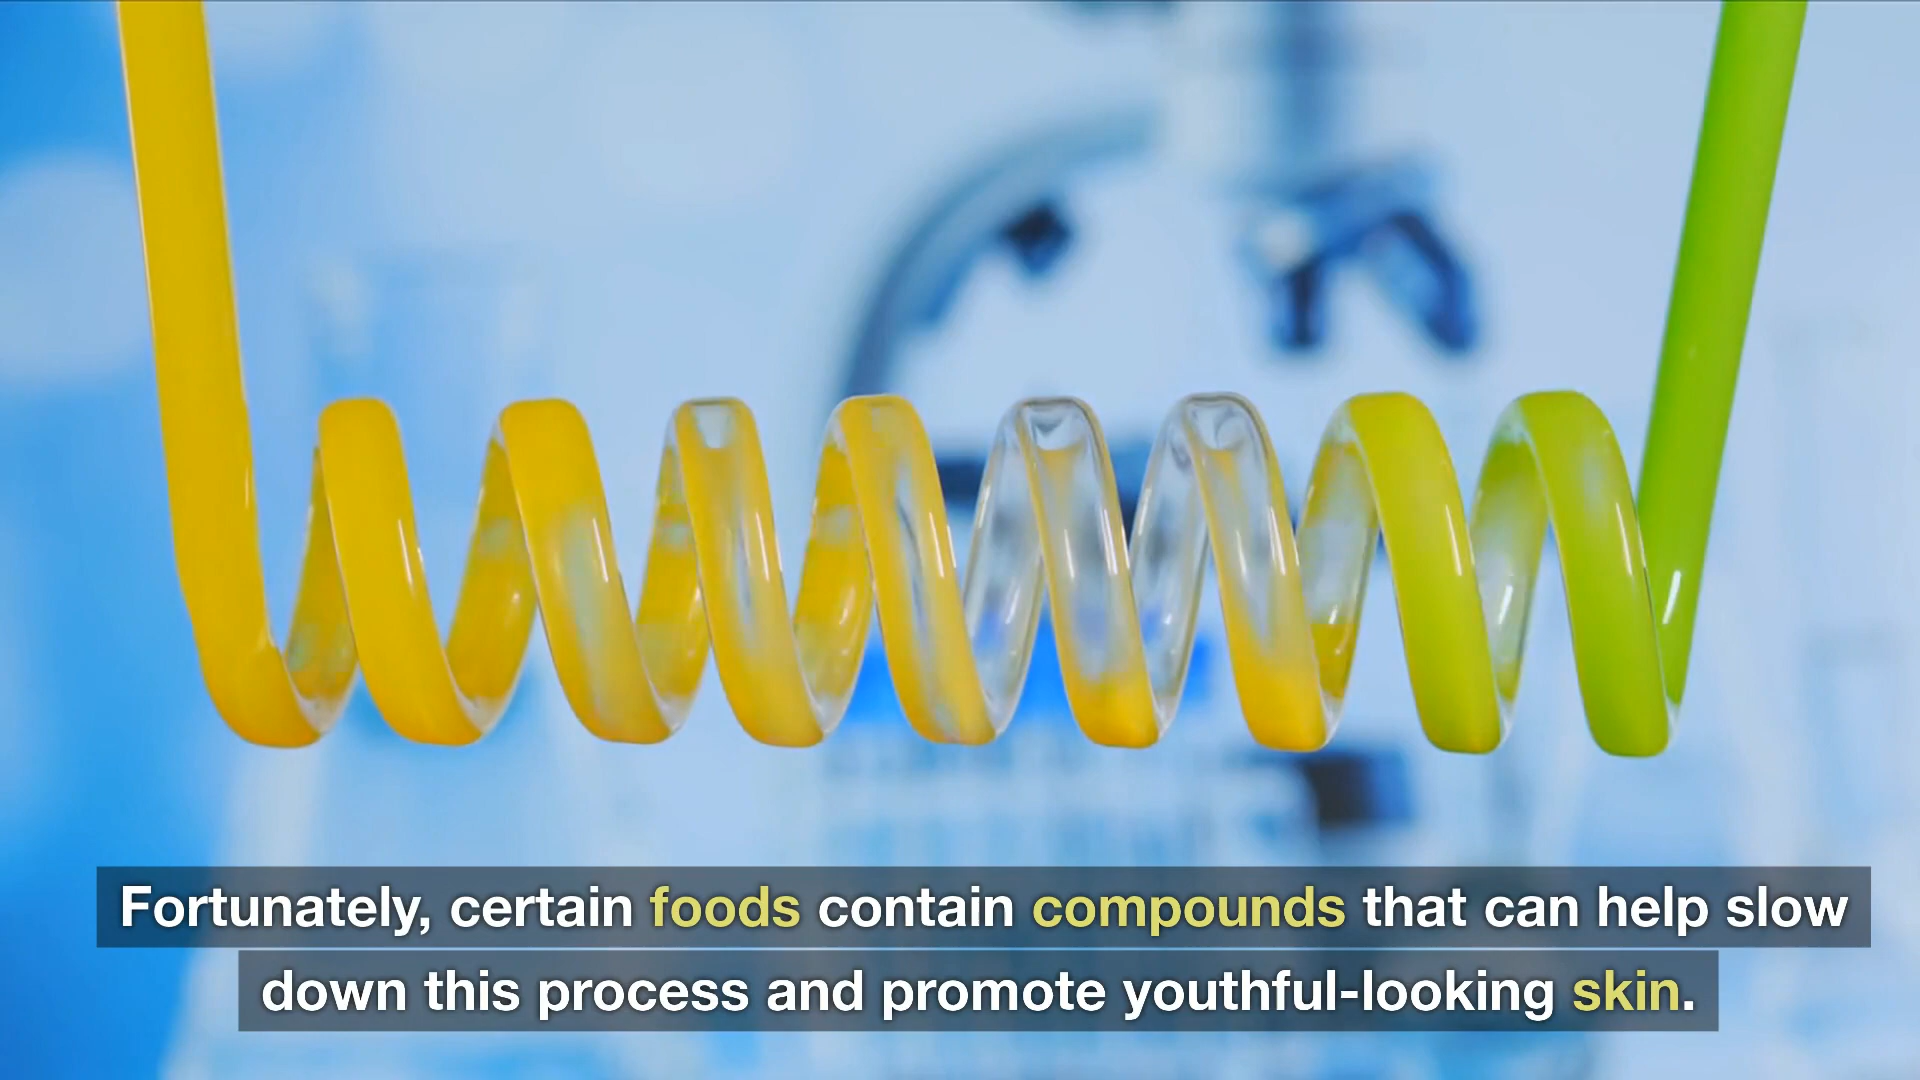 Fortunately, certain foods contain compounds that can help slow
down this process and promote youthful-looking skin.